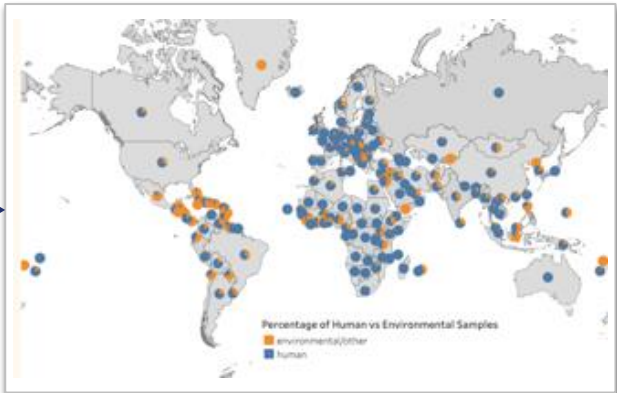 Percentage of Human vs Environmental Samples
environmental/other
human